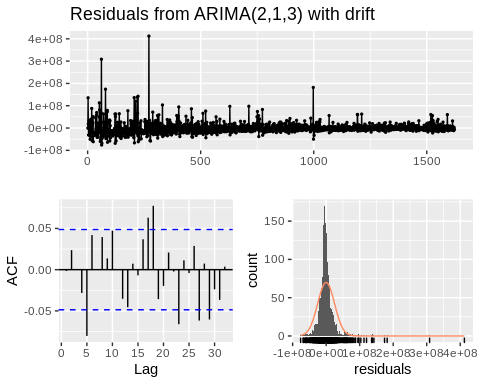 Residuals from ARIMA(2,1,3) with drift
4e+08
3e+08
2e+08
1e+08
0e+00
-1e+08
0 500 1000 1500
ACF
0.05
0.00
-0.05
0 5 10 15 20 25 30
Lag
count
150
100
50
0
-1e+08 0e+00 1e+08 2e+08 3e+08 4e+08
residuals